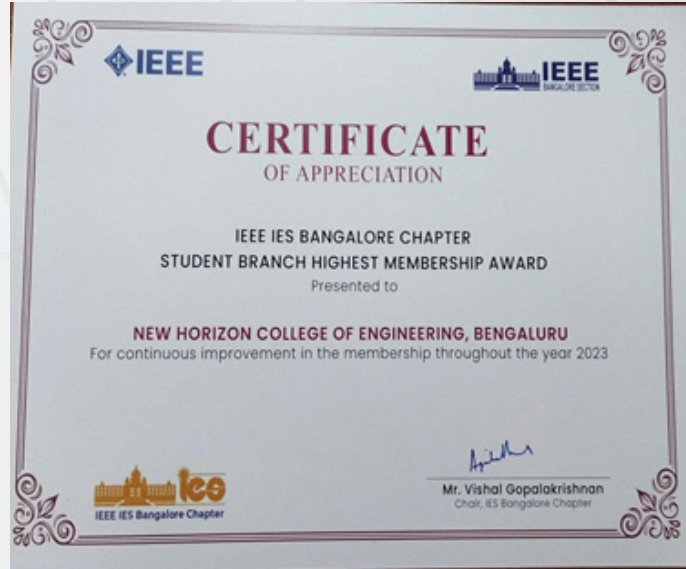 IEEE
IEEE
BANGALORE SECTION
CERTIFICATE
OF APPRECIATION
IEEE IES BANGALORE CHAPTER
STUDENT BRANCH HIGHEST MEMBERSHIP AWARD
Presented to
NEW HORIZON COLLEGE OF ENGINEERING, BENGALURU
For continuous improvement in the membership throughout the year 2023
ies
IEEE IES Bangalore Chapter
Mr. Vishal Gopalakrishnan
Chair, IES Bangalore Chapter